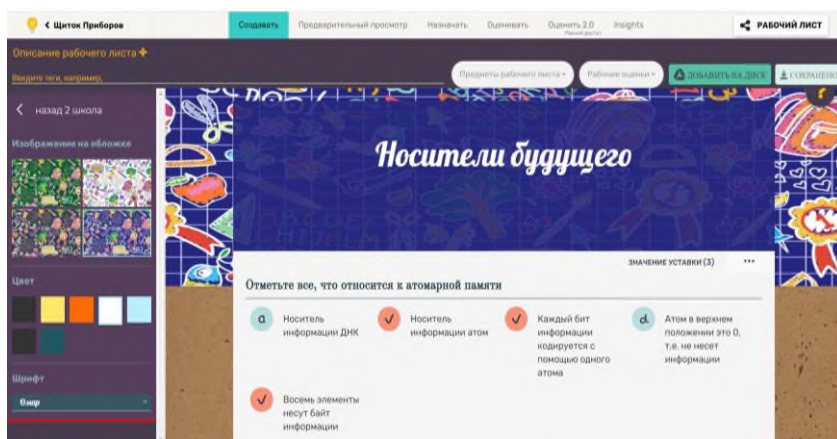 Щиток Приборов
Создавать
Предварительный просмотр
Назначать
Оценивать
Оценить 2.0
Ранний доступ
Insights
РАБОЧИЙ ЛИСТ
Описание рабочего листа
Введите теги, например,
Предметы рабочего листа
Рабочие оценки
ДОБАВИТЬ НА ДИСК
СОХРАНЕНО
?
назад 2 школа
Изображение на обложке
Цвет
Шрифт
Омар
Носители будущего
ЗНАЧЕНИЕ УСТАВКИ (3)
Отметьте все, что относится к атомарной памяти
a
Носитель
информации ДНК
Носитель
информации атом
Каждый бит
информации
кодируется с
помощью одного
атома
d
Атом в верхнем
положении это 0,
т.е. не несет
информации
Восемь элементы
несут байт
информации